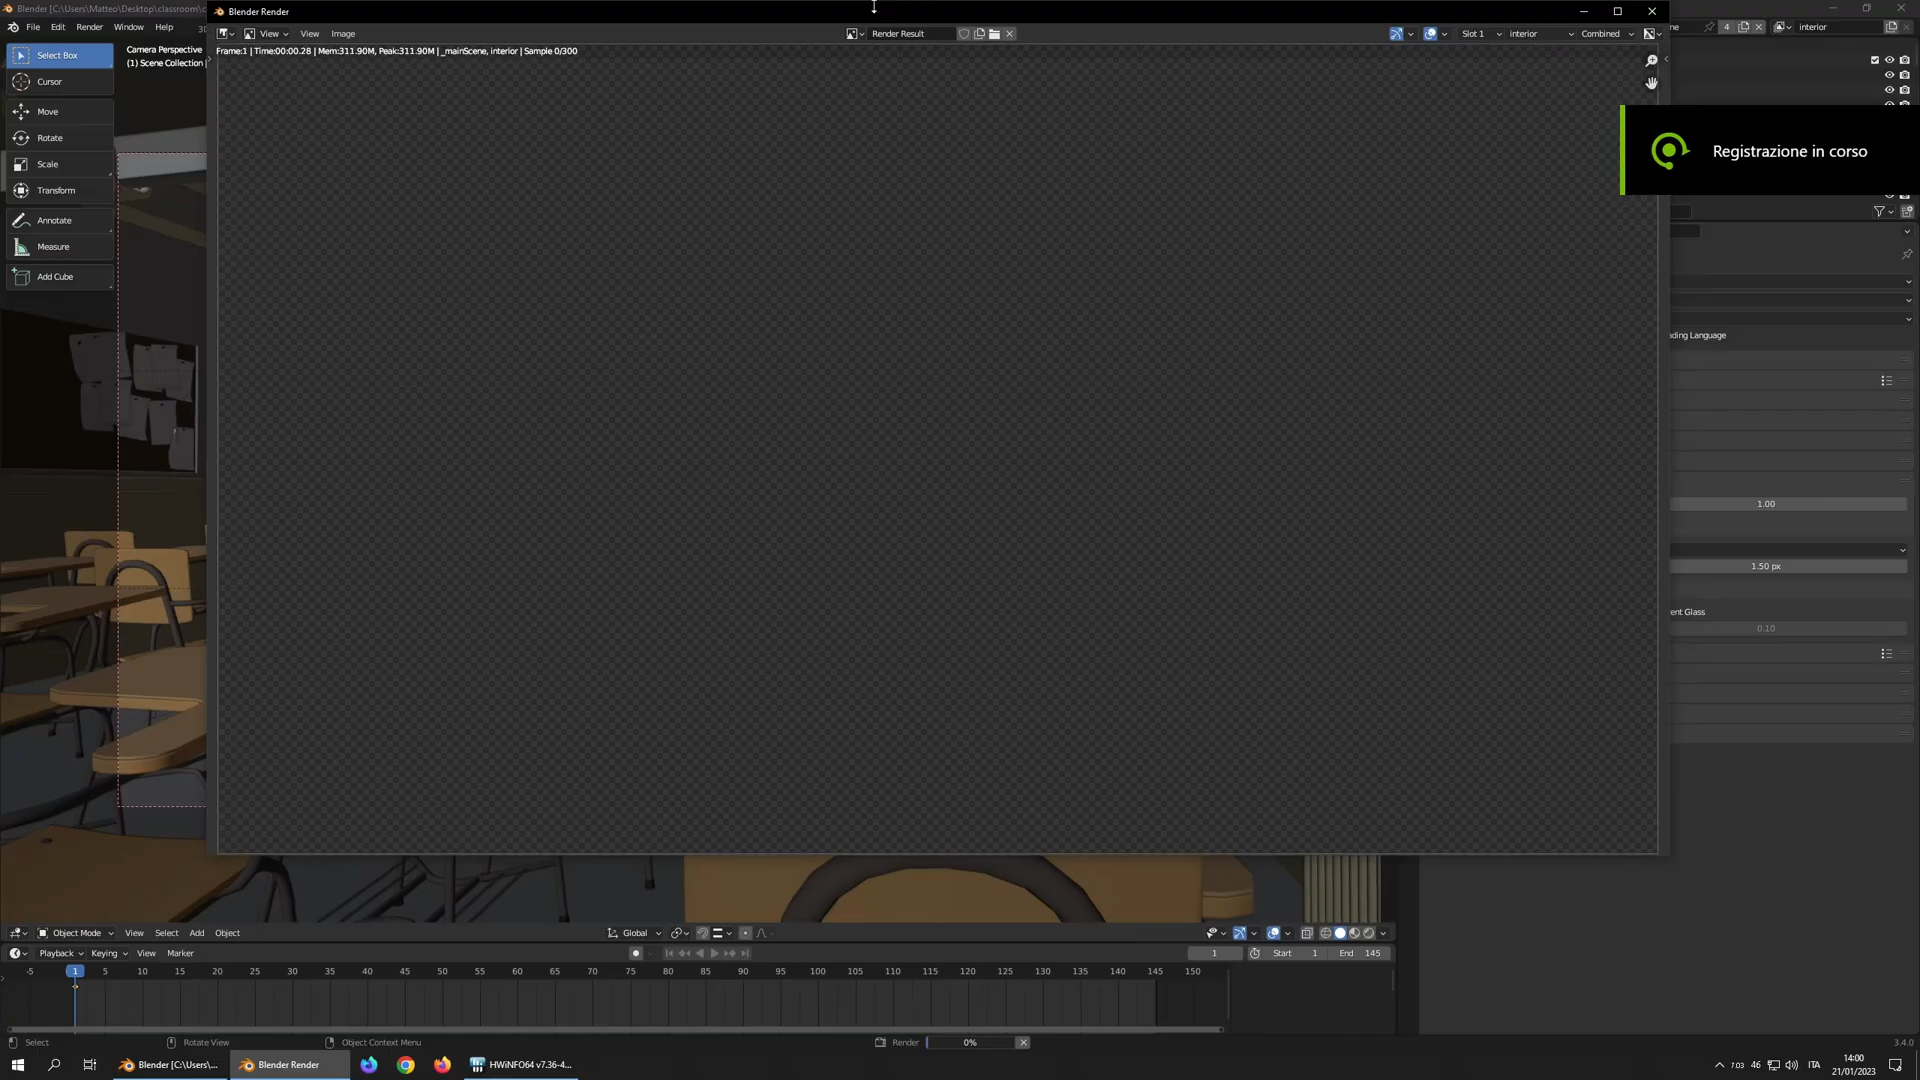 Blender [C:\Users\Matteo\Desktop\classroom\c
Blender Render
File Edit Render Window Help
View View Image
Render Result
Slot 1 interior Combined
4 interior
Frame:1 | Time:00:00.28 | Mem:311.90M, Peak:311.90M | _mainScene, interior | Sample 0/300
Camera Perspective
(1) Scene Collection |
Select Box
Cursor
Move
Rotate
Scale
Transform
Annotate
Measure
Add Cube
Registrazione in corso
ading Language
1.00
1.50 px
ent Glass
0.10
Object Mode View Select Add Object
Global
Playback Keying View Marker
1 Start 1 End 145
-5 1 5 10 15 20 25 30 35 40 45 50 55 60 65 70 75 80 85 90 95 100 105 110 115 120 125 130 135 140 145 150
Select Rotate View Object Context Menu
Render 0%
3.4.0
Blender [C:\Users\...
Blender Render
HWiNFO64 v7.36-4...
703 46 ITA
14:00
21/01/2023